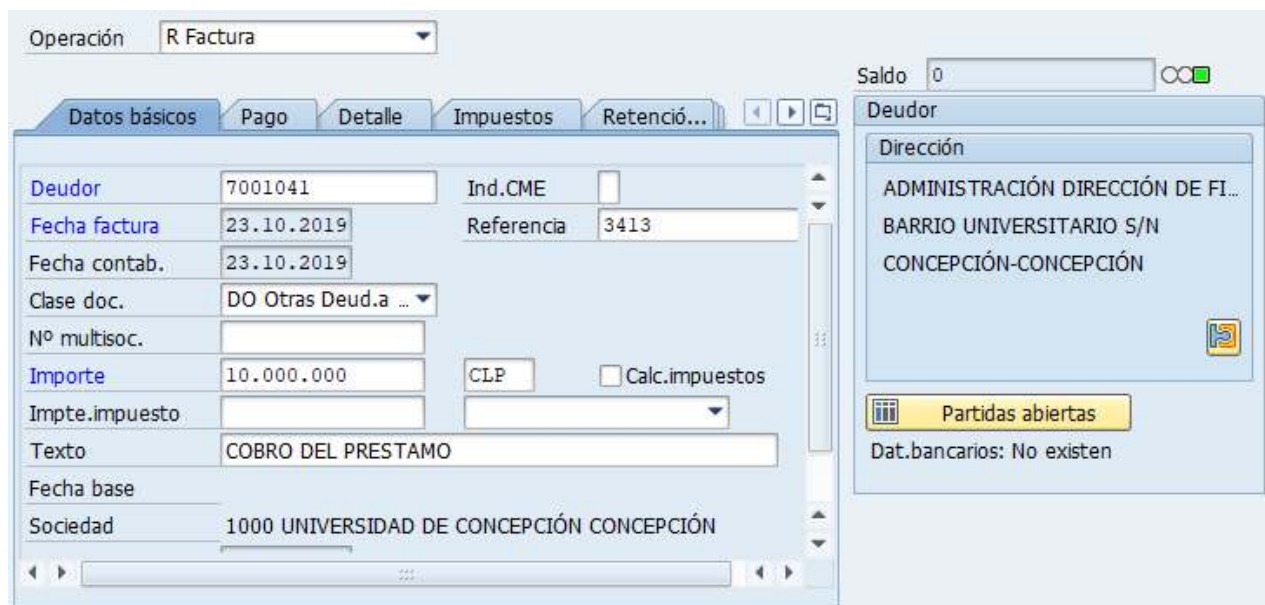 Operación R Factura
Saldo 0
Datos básicos Pago Detalle Impuestos Retenció...
Deudor
Dirección
ADMINISTRACIÓN DIRECCIÓN DE FI...
BARRIO UNIVERSITARIO S/N
CONCEPCIÓN-CONCEPCIÓN
Deudor 7001041 Ind.CME
Fecha factura 23.10.2019 Referencia 3413
Fecha contab. 23.10.2019
Clase doc. DO Otras Deud.a ...
Nº multisoc.
Importe 10.000.000 CLP Calc.impuestos
Impte.impuesto
Texto COBRO DEL PRESTAMO
Fecha base
Sociedad 1000 UNIVERSIDAD DE CONCEPCIÓN CONCEPCIÓN
Partidas abiertas
Dat.bancarios: No existen